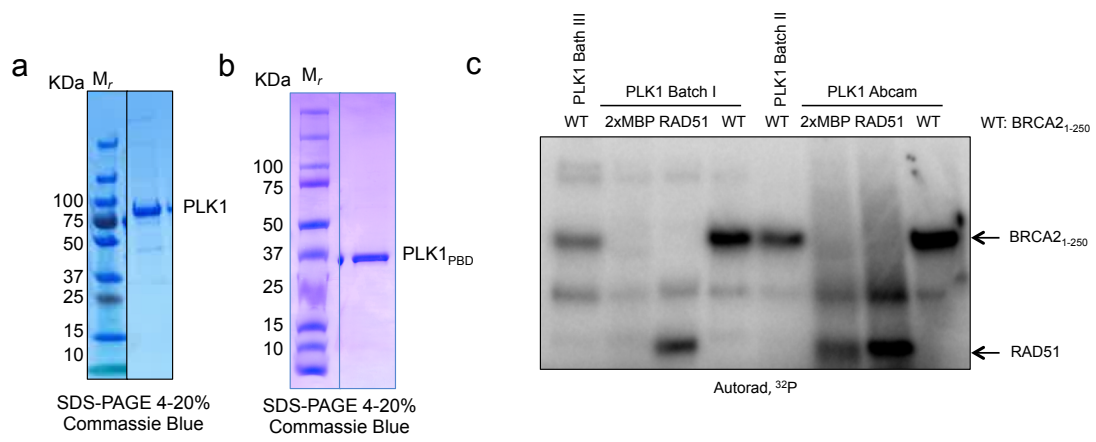 a
KDa Mr
100
75
50
37
25
15
10
PLK1
SDS-PAGE 4-20%
Commassie Blue
b
KDa Mr
100
75
50
37
25
15
10
PLK1PBD
SDS-PAGE 4-20%
Commassie Blue
c
PLK1 Bath III
PLK1 Batch I
PLK1 Batch II
PLK1 Abcam
WT 2xMBP RAD51 WT WT 2xMBP RAD51 WT WT: BRCA21-250
BRCA21-250
RAD51
Autorad, 32P